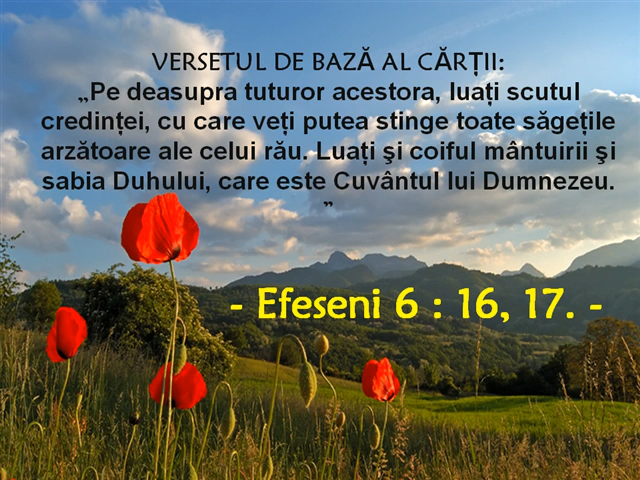 VERSETUL DE BAZĂ AL CĂRȚII:
„Pe deasupra tuturor acestora, luați scutul
credinței, cu care veți putea stinge toate săgețile
arzătoare ale celui rău. Luați şi coiful mântuirii şi
sabia Duhului, care este Cuvântul lui Dumnezeu.
”
- Efeseni 6 : 16, 17. -